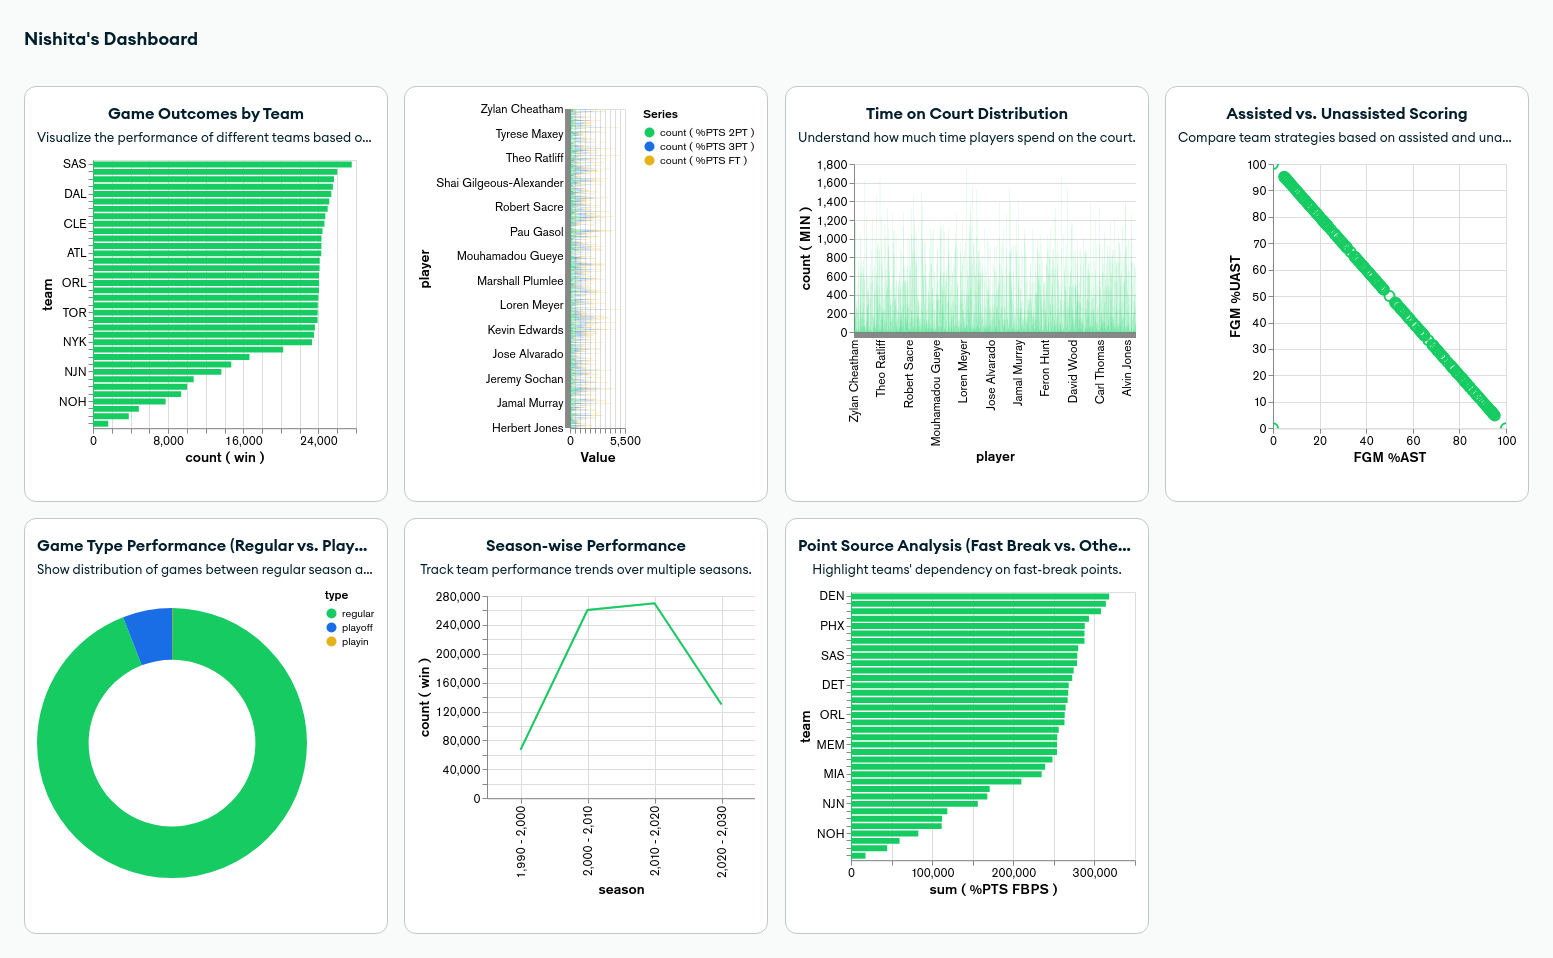 Nishita's Dashboard
Game Outcomes by Team
Visualize the performance of different teams based o...
SAS
DAL
CLE
ATL
ORL
TOR
NYK
NJN
NOH
team
0 8,000 16,000 24,000
count ( win )
Zylan Cheatham
Tyrese Maxey
Theo Ratliff
Shai Gilgeous-Alexander
Robert Sacre
Pau Gasol
Mouhamadou Gueye
Marshall Plumlee
Loren Meyer
Kevin Edwards
Jose Alvarado
Jeremy Sochan
Jamal Murray
Herbert Jones
player
0 5,500
Value
Series
count ( %PTS 2PT )
count ( %PTS 3PT )
count ( %PTS FT )
Time on Court Distribution
Understand how much time players spend on the court.
1,800
1,600
1,400
1,200
1,000
800
600
400
200
0
count ( MIN )
Zylan Cheatham
Theo Ratliff
Robert Sacre
Mouhamadou Gueye
Loren Meyer
Jose Alvarado
Jamal Murray
Feron Hunt
David Wood
Carl Thomas
Alvin Jones
player
Assisted vs. Unassisted Scoring
Compare team strategies based on assisted and una...
100
90
80
70
60
50
40
30
20
10
0
FGM %UAST
0 20 40 60 80 100
FGM %AST
Game Type Performance (Regular vs. Play...
Show distribution of games between regular season a...
type
regular
playoff
playin
Season-wise Performance
Track team performance trends over multiple seasons.
280,000
240,000
200,000
160,000
120,000
80,000
40,000
0
count ( win )
1,990 - 2,000
2,000 - 2,010
2,010 - 2,020
2,020 - 2,030
season
Point Source Analysis (Fast Break vs. Othe...
Highlight teams' dependency on fast-break points.
DEN
PHX
SAS
DET
ORL
MEM
MIA
NJN
NOH
team
0 100,000 200,000 300,000
sum ( %PTS FBPS )